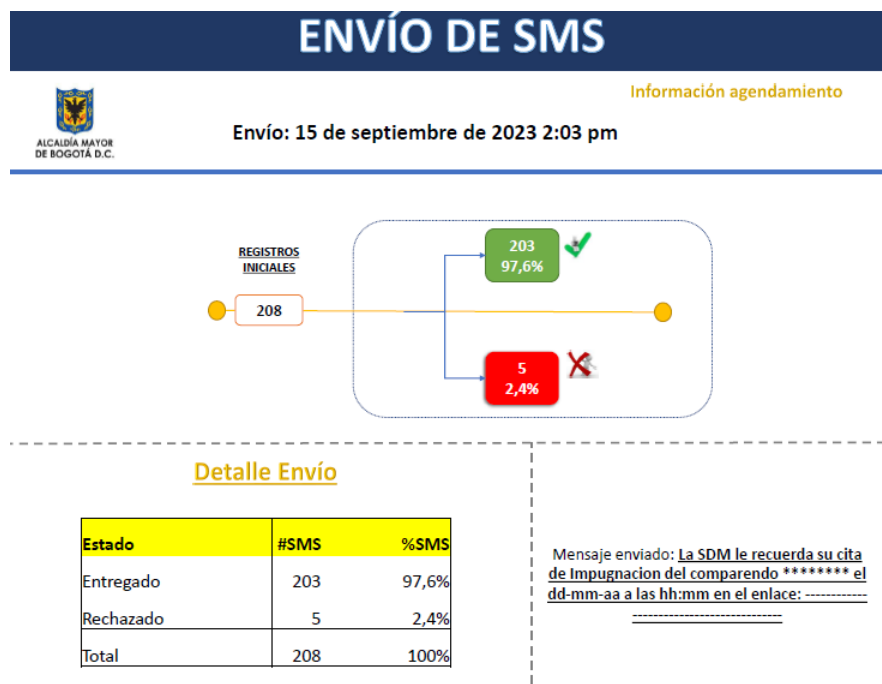 ENVÍO DE SMS
Información agendamiento
ALCALDÍA MAYOR
DE BOGOTÁ D.C.
Envío: 15 de septiembre de 2023 2:03 pm
REGISTROS
INICIALES
208
203
97,6%
5
2,4%
Detalle Envío
Estado #SMS %SMS
Entregado 203 97,6%
Rechazado 5 2,4%
Total 208 100%
Mensaje enviado: La SDM le recuerda su cita
de Impugnacion del comparendo ******** el
dd-mm-aa a las hh:mm en el enlace: ------------
-----------------------------